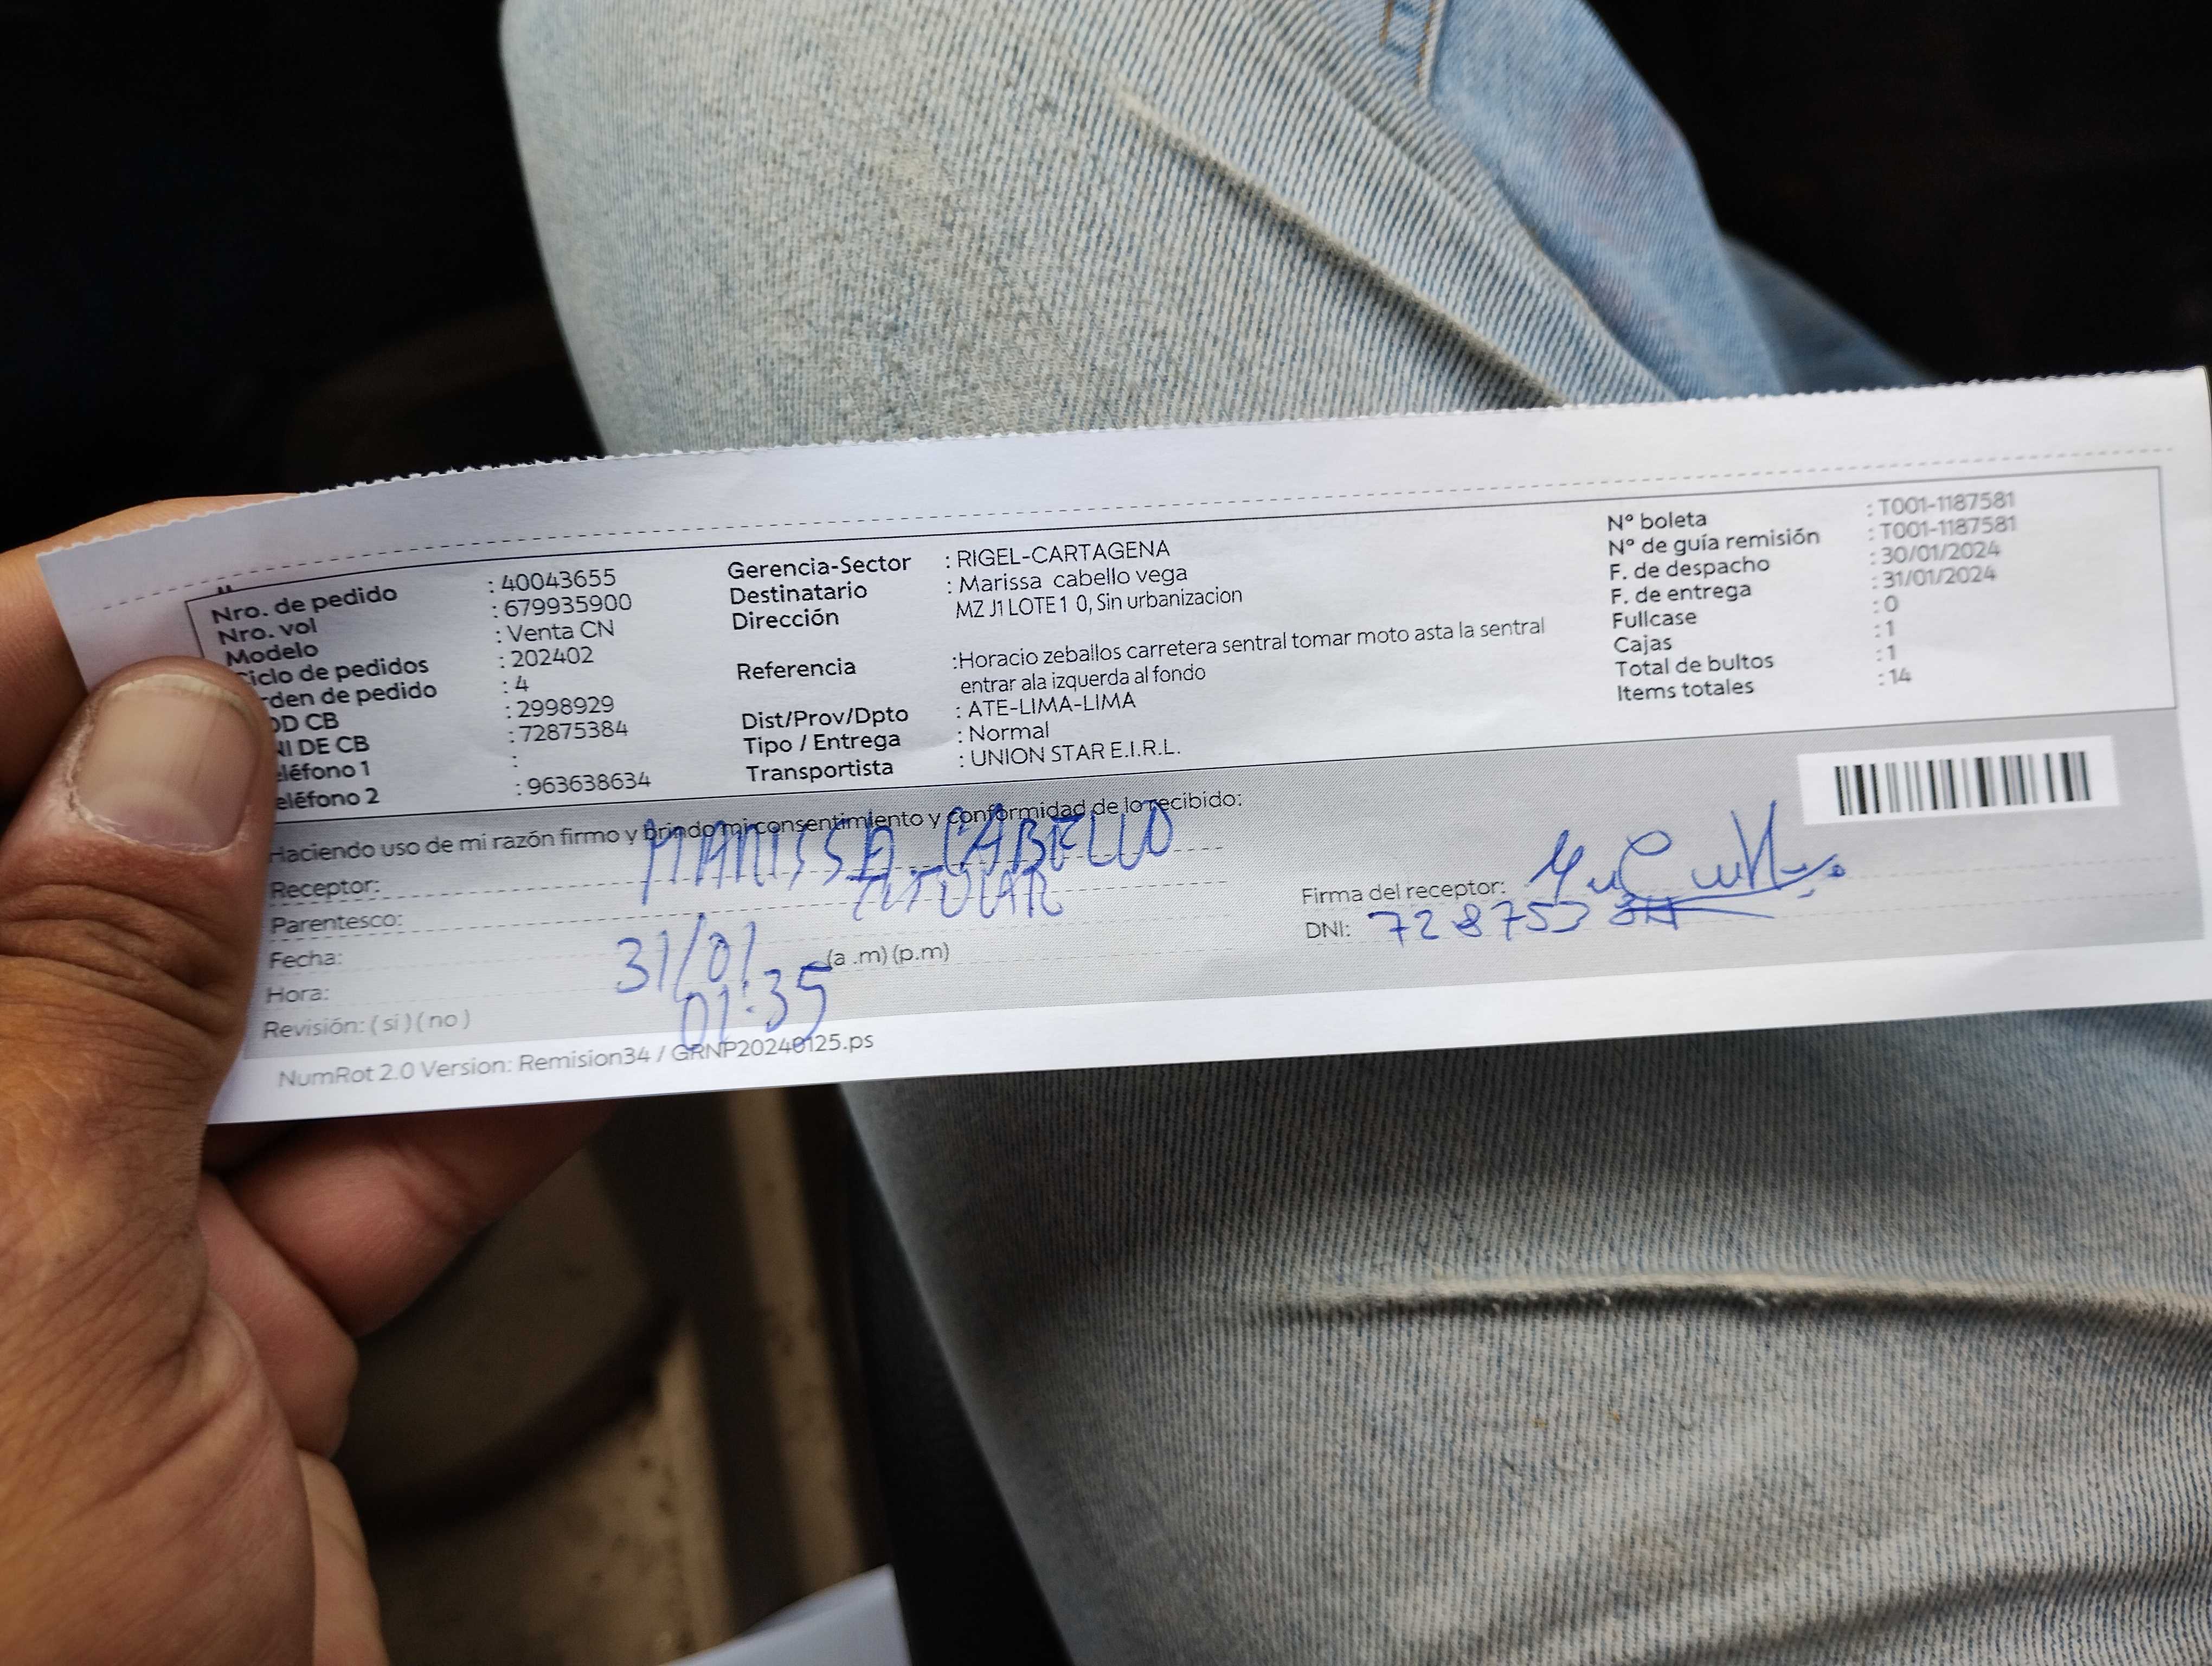 Nro. de pedido : 40043655
Nro. vol : 679935900
Modelo : Venta CN
Ciclo de pedidos : 202402
rden de pedido : 4
OD CB : 2998929
NI DE CB : 72875384
eléfono 1 :
eléfono 2 : 963638634
Gerencia-Sector : RIGEL-CARTAGENA
Destinatario : Marissa cabello vega
Dirección MZ J1 LOTE 1 0, Sin urbanizacion
Referencia :Horacio zeballos carretera sentral tomar moto asta la sentral
entrar ala izquerda al fondo
Dist/Prov/Dpto : ATE-LIMA-LIMA
Tipo / Entrega : Normal
Transportista : UNION STAR E.I.R.L.
Nº boleta : T001-1187581
Nº de guía remisión : T001-1187581
F. de despacho : 30/01/2024
F. de entrega : 31/01/2024
Fullcase : 0
Cajas : 1
Total de bultos : 1
Items totales : 14
Haciendo uso de mi razón firmo y brindo mi consentimiento y conformidad de lo recibido:
Receptor: MARISSA CABELLO
Parentesco: TITULAR
Fecha: 31/01
Hora: 01:35 (a .m) (p.m)
Revisión: ( si ) ( no )
Firma del receptor:
DNI: 728753
NumRot 2.0 Version: Remision34 / GRNP20240125.ps